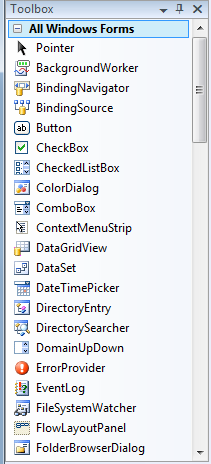 Toolbox
All Windows Forms
Pointer
BackgroundWorker
BindingNavigator
BindingSource
ab
Button
CheckBox
CheckedListBox
ColorDialog
ComboBox
ContextMenuStrip
DataGridView
DataSet
DateTimePicker
DirectoryEntry
DirectorySearcher
DomainUpDown
ErrorProvider
EventLog
FileSystemWatcher
FlowLayoutPanel
FolderBrowserDialog